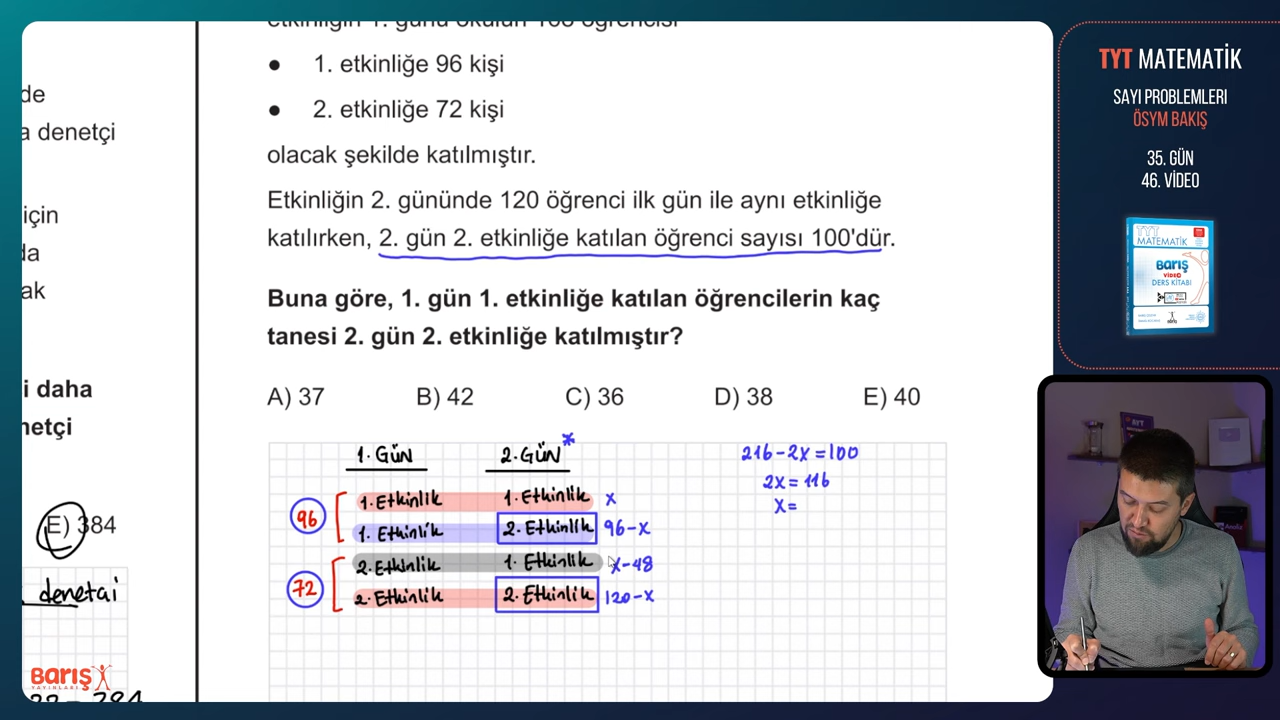 etkinliğin 1. günü okulun 168 öğrencisi
● 1. etkinliğe 96 kişi
● 2. etkinliğe 72 kişi
olacak şekilde katılmıştır.
Etkinliğin 2. gününde 120 öğrenci ilk gün ile aynı etkinliğe
katılırken, 2. gün 2. etkinliğe katılan öğrenci sayısı 100'dür.
Buna göre, 1. gün 1. etkinliğe katılan öğrencilerin kaç
tanesi 2. gün 2. etkinliğe katılmıştır?
A) 37 B) 42 C) 36 D) 38 E) 40
1. GÜN 2. GÜN *
96
1. Etkinlik 1. Etkinlik x
1. Etkinlik 2. Etkinlik 96-x
72
2. Etkinlik 1. Etkinlik x-48
2. Etkinlik 2. Etkinlik 120-x
216-2x=100
2x=116
x=
de
a denetçi
için
da
ak
i daha
netçi
E) 384
denetai
BARIŞ
YAYINLARI
TYT MATEMATİK
SAYI PROBLEMLERI
ÖSYM BAKIŞ
35. GÜN
46. VİDEO
TYT
MATEMATİK
BARIŞ
VİDEO
DERS KİTABI